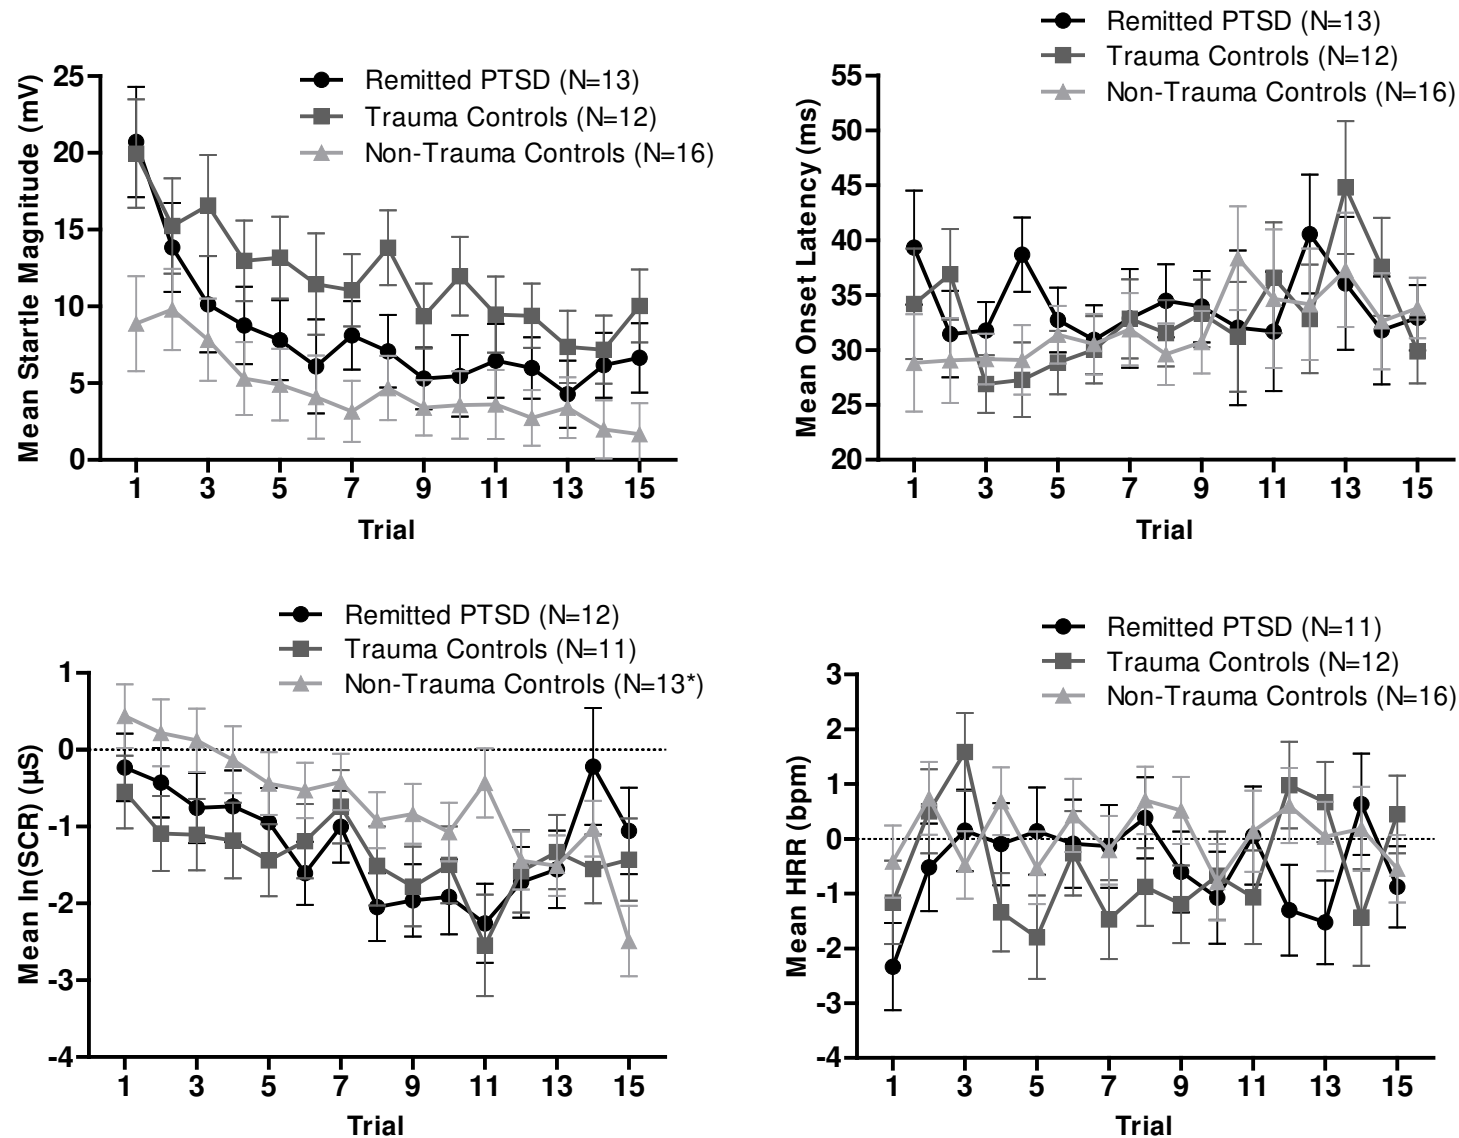 Remitted PTSD (N=13)
Trauma Controls (N=12)
Non-Trauma Controls (N=16)
Mean Startle Magnitude (mV)
25
20
15
10
5
0
1 3 5 7 9 11 13 15
Trial
Remitted PTSD (N=13)
Trauma Controls (N=12)
Non-Trauma Controls (N=16)
Mean Onset Latency (ms)
55
50
45
40
35
30
25
20
1 3 5 7 9 11 13 15
Trial
Remitted PTSD (N=12)
Trauma Controls (N=11)
Non-Trauma Controls (N=13*)
Mean ln(SCR) (µS)
1
0
-1
-2
-3
-4
1 3 5 7 9 11 13 15
Trial
Remitted PTSD (N=11)
Trauma Controls (N=12)
Non-Trauma Controls (N=16)
Mean HRR (bpm)
3
2
1
0
-1
-2
-3
-4
1 3 5 7 9 11 13 15
Trial